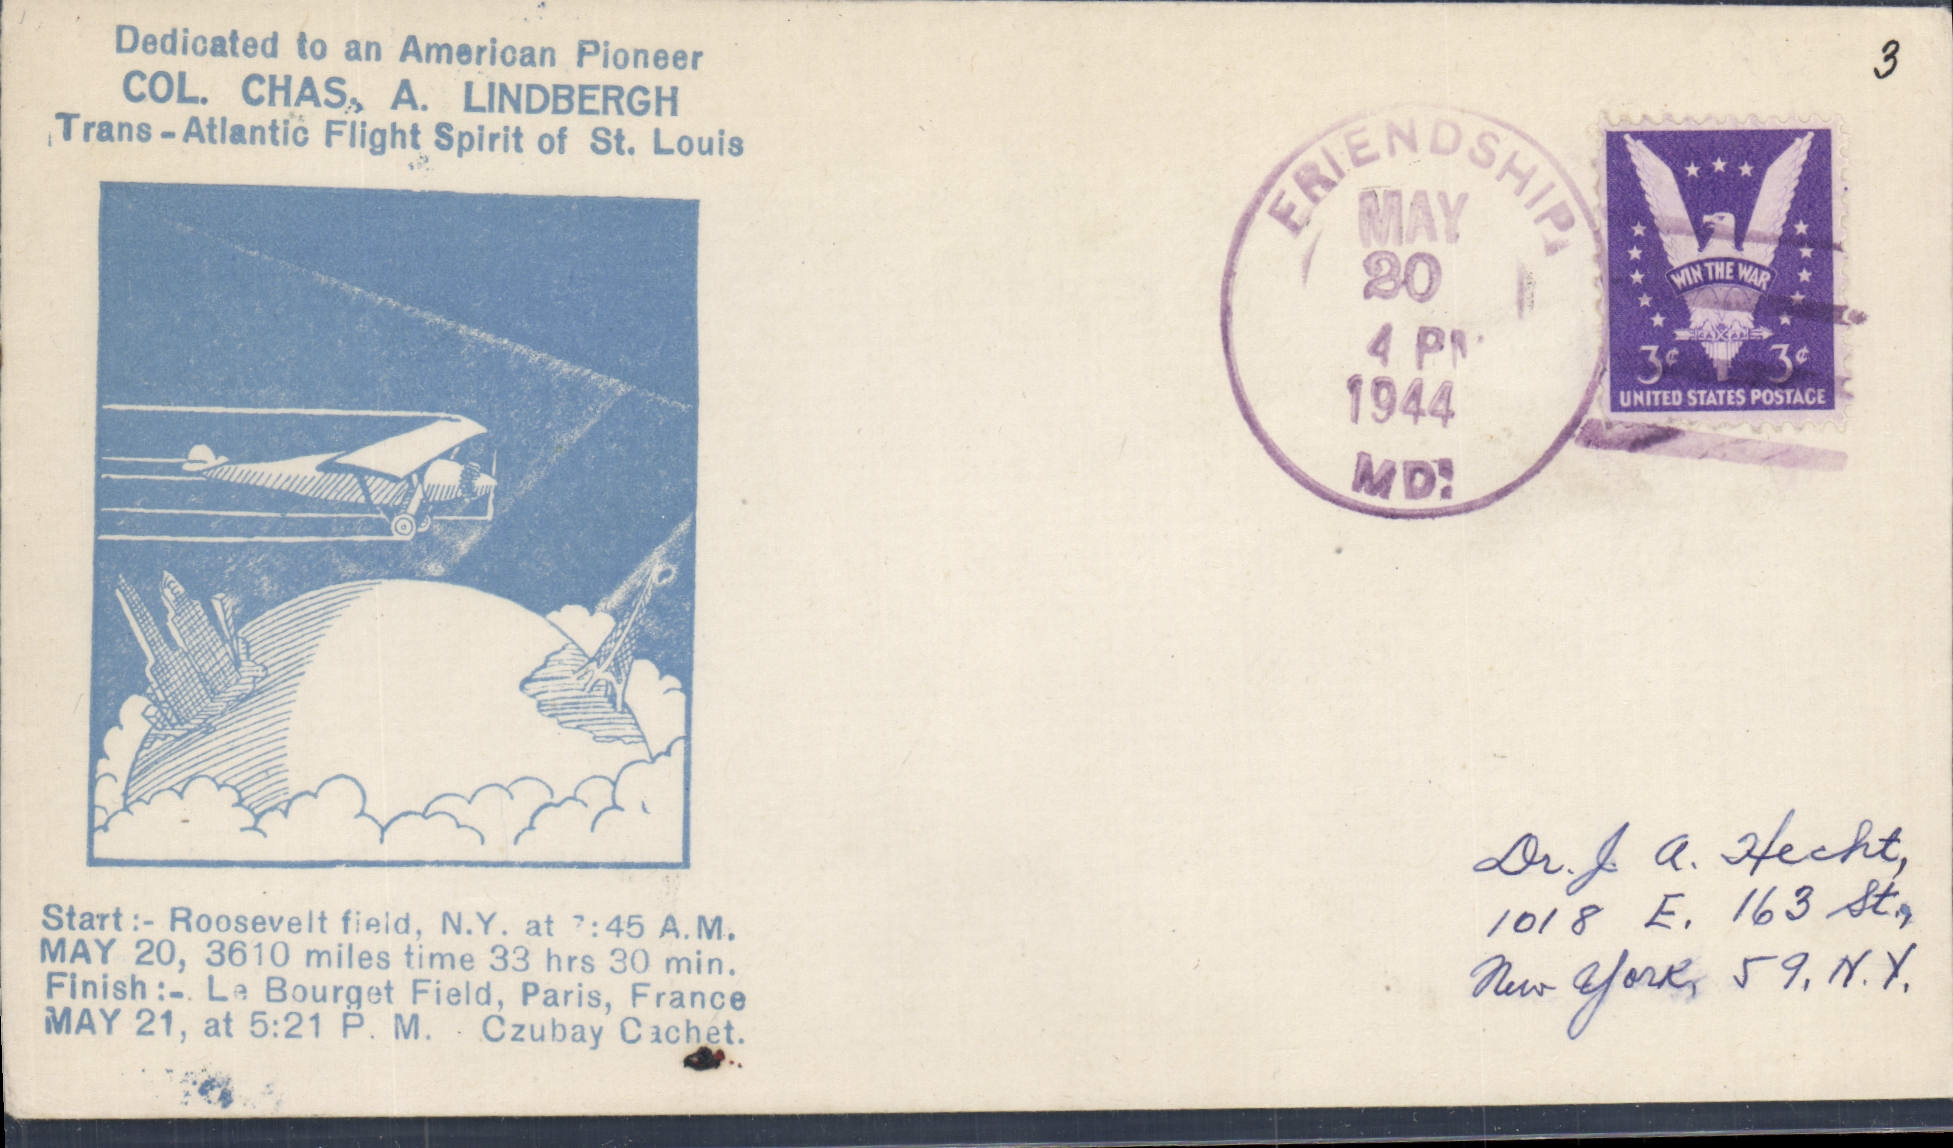 Dedicated to an American Pioneer
COL. CHAS. A. LINDBERGH
Trans-Atlantic Flight Spirit of St. Louis
3
FRIENDSHIP
MAY
20
4 PM
1944
MD.
WIN THE WAR
3¢ 3¢
UNITED STATES POSTAGE
Start:- Roosevelt field, N.Y. at :45 A.M.
MAY 20, 3610 miles time 33 hrs 30 min.
Finish:-. Le Bourget Field, Paris, France
MAY 21, at 5:21 P. M. Czubay Cachet.
Dr. J. A. Hecht,
1018 E. 163 St.,
New York, 59, N.Y.